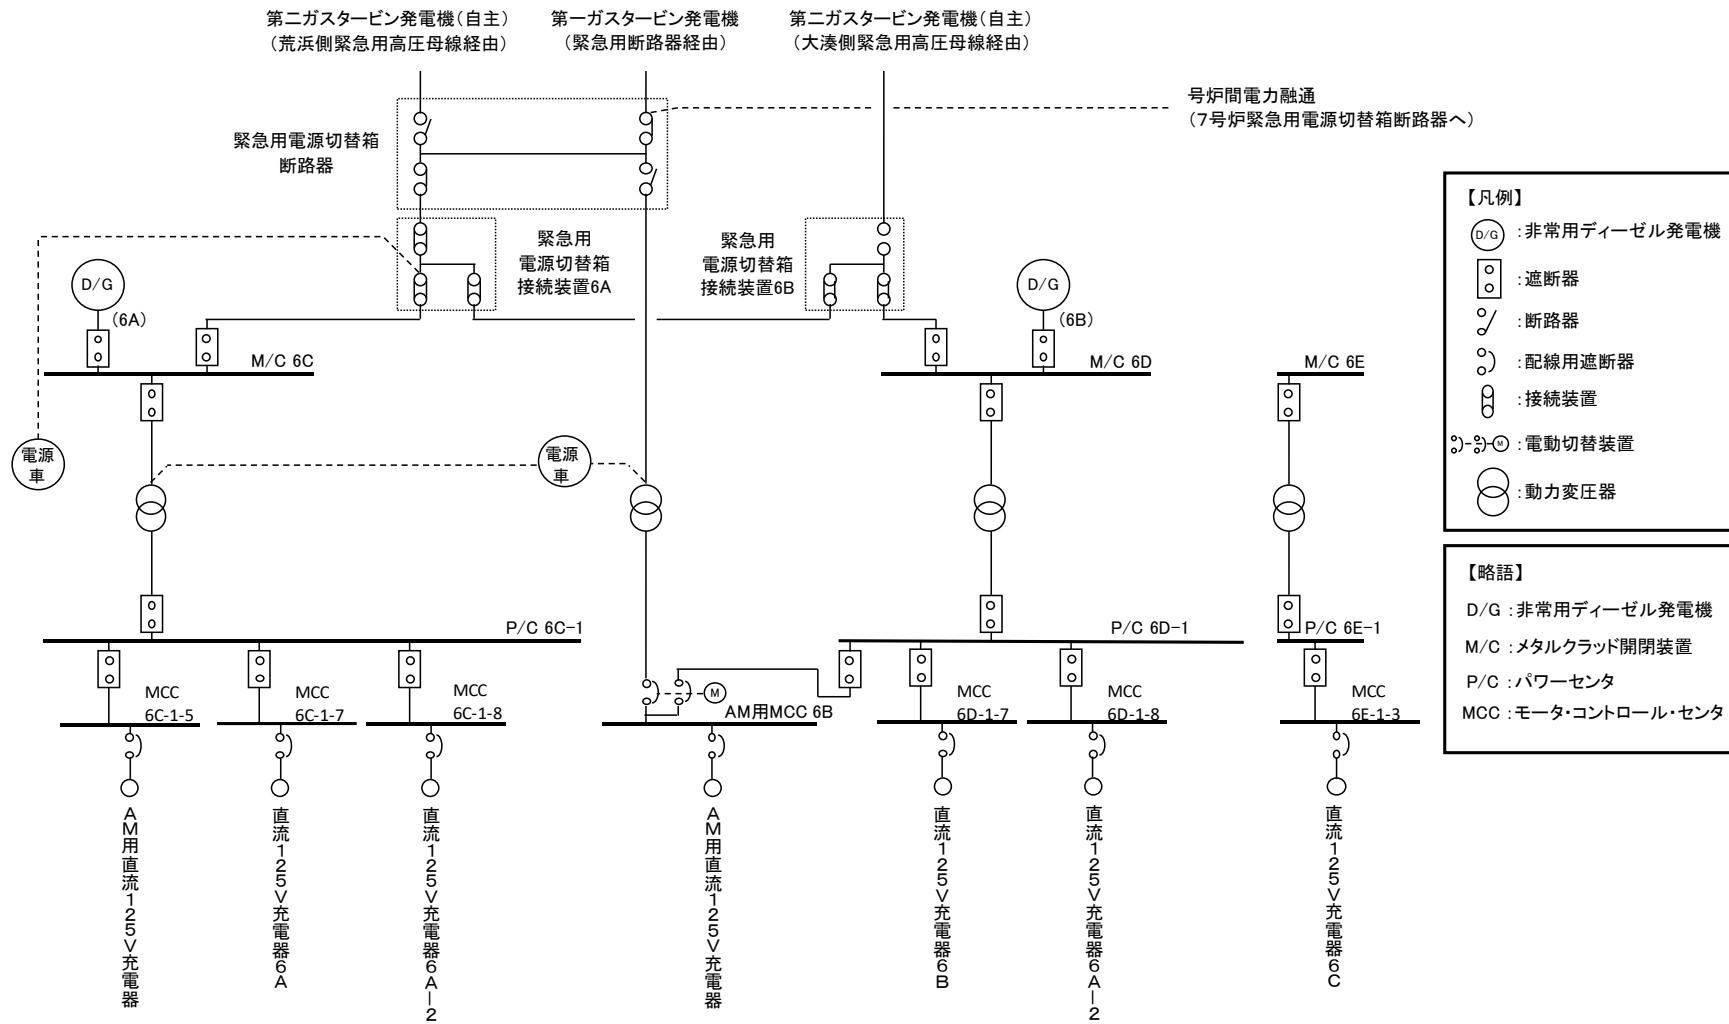 第二ガスタービン発電機(自主)
(荒浜側緊急用高圧母線経由)
第一ガスタービン発電機
(緊急用断路器経由)
第二ガスタービン発電機(自主)
(大湊側緊急用高圧母線経由)
号炉間電力融通
(7号炉緊急用電源切替箱断路器へ)
緊急用電源切替箱
断路器
緊急用
電源切替箱
接続装置6A
緊急用
電源切替箱
接続装置6B
D/G
(6A)
D/G
(6B)
M/C 6C
M/C 6D
M/C 6E
電源
車
電源
車
P/C 6C-1
P/C 6D-1
P/C 6E-1
MCC
6C-1-5
MCC
6C-1-7
MCC
6C-1-8
M
AM用MCC 6B
MCC
6D-1-7
MCC
6D-1-8
MCC
6E-1-3
AM用直流125V充電器
直流125V充電器6A
直流125V充電器6A-2
AM用直流125V充電器
直流125V充電器6B
直流125V充電器6A-2
直流125V充電器6C
【凡例】
D/G :非常用ディーゼル発電機
:遮断器
:断路器
:配線用遮断器
:接続装置
M :電動切替装置
:動力変圧器
【略語】
D/G :非常用ディーゼル発電機
M/C :メタルクラッド開閉装置
P/C :パワーセンタ
MCC :モータ・コントロール・センタ